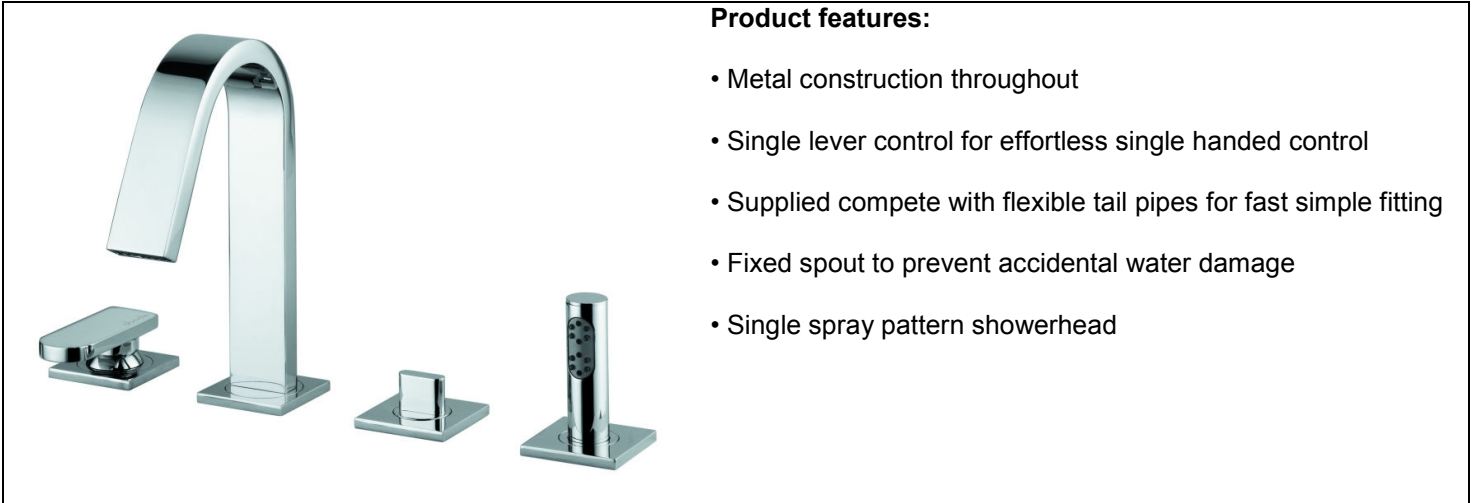 Product features:
• Metal construction throughout
• Single lever control for effortless single handed control
• Supplied compete with flexible tail pipes for fast simple fitting
• Fixed spout to prevent accidental water damage
• Single spray pattern showerhead